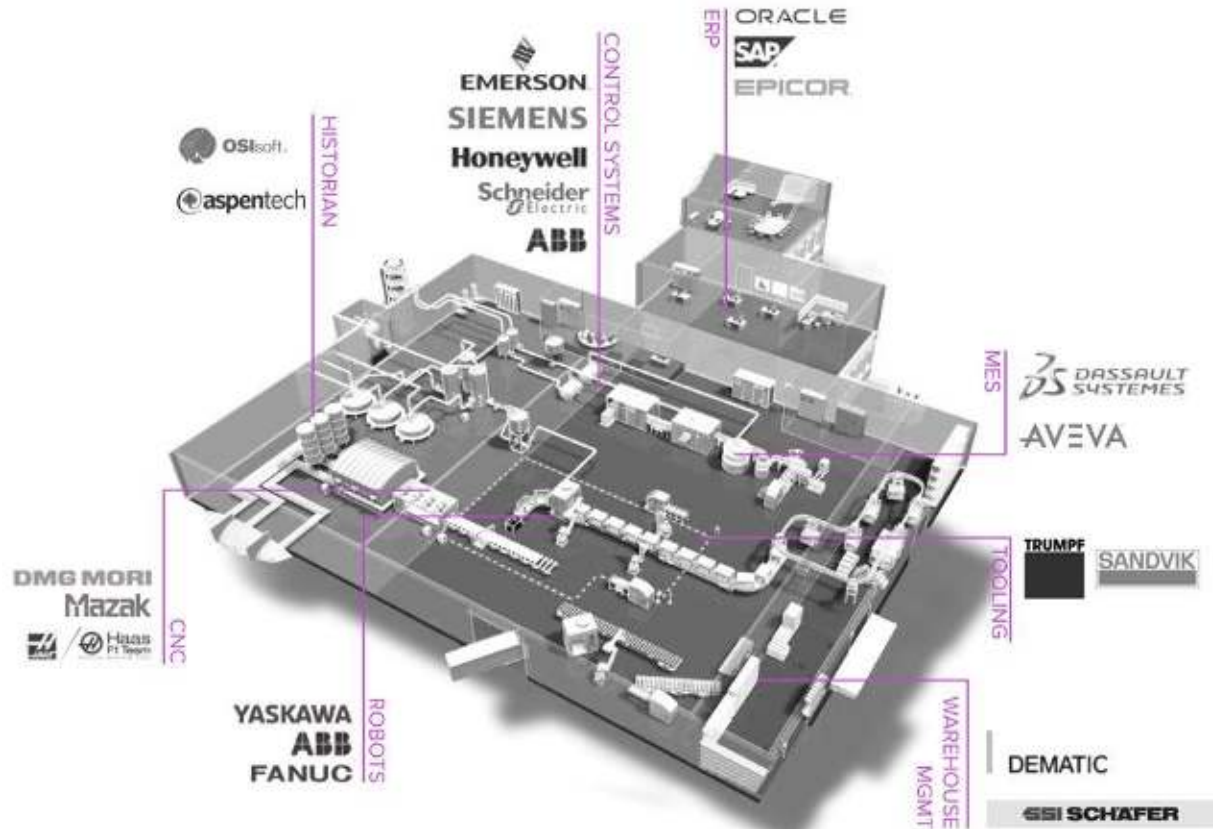 ERP
ORACLE
SAP
EPICOR
CONTROL SYSTEMS
EMERSON
SIEMENS
Honeywell
Schneider
Electric
ABB
HISTORIAN
OSIsoft.
aspentech
MES
DASSAULT
SYSTEMES
AVEVA
TOOLING
TRUMPF
SANDVIK
CNC
DMG MORI
Mazak
Haas
F1 Team
ROBOTS
YASKAWA
ABB
FANUC
WAREHOUSE
MGMT
DEMATIC
SSI SCHÄFER